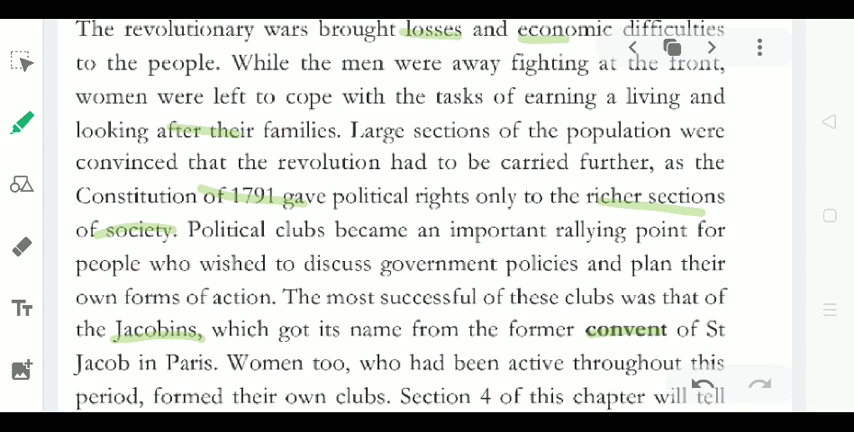 The revolutionary wars brought losses and economic difficulties
to the people. While the men were away fighting at the front,
women were left to cope with the tasks of earning a living and
looking after their families. Large sections of the population were
convinced that the revolution had to be carried further, as the
Constitution of 1791 gave political rights only to the richer sections
of society. Political clubs became an important rallying point for
people who wished to discuss government policies and plan their
own forms of action. The most successful of these clubs was that of
the Jacobins, which got its name from the former convent of St
Jacob in Paris. Women too, who had been active throughout this
period, formed their own clubs. Section 4 of this chapter will tell
TT